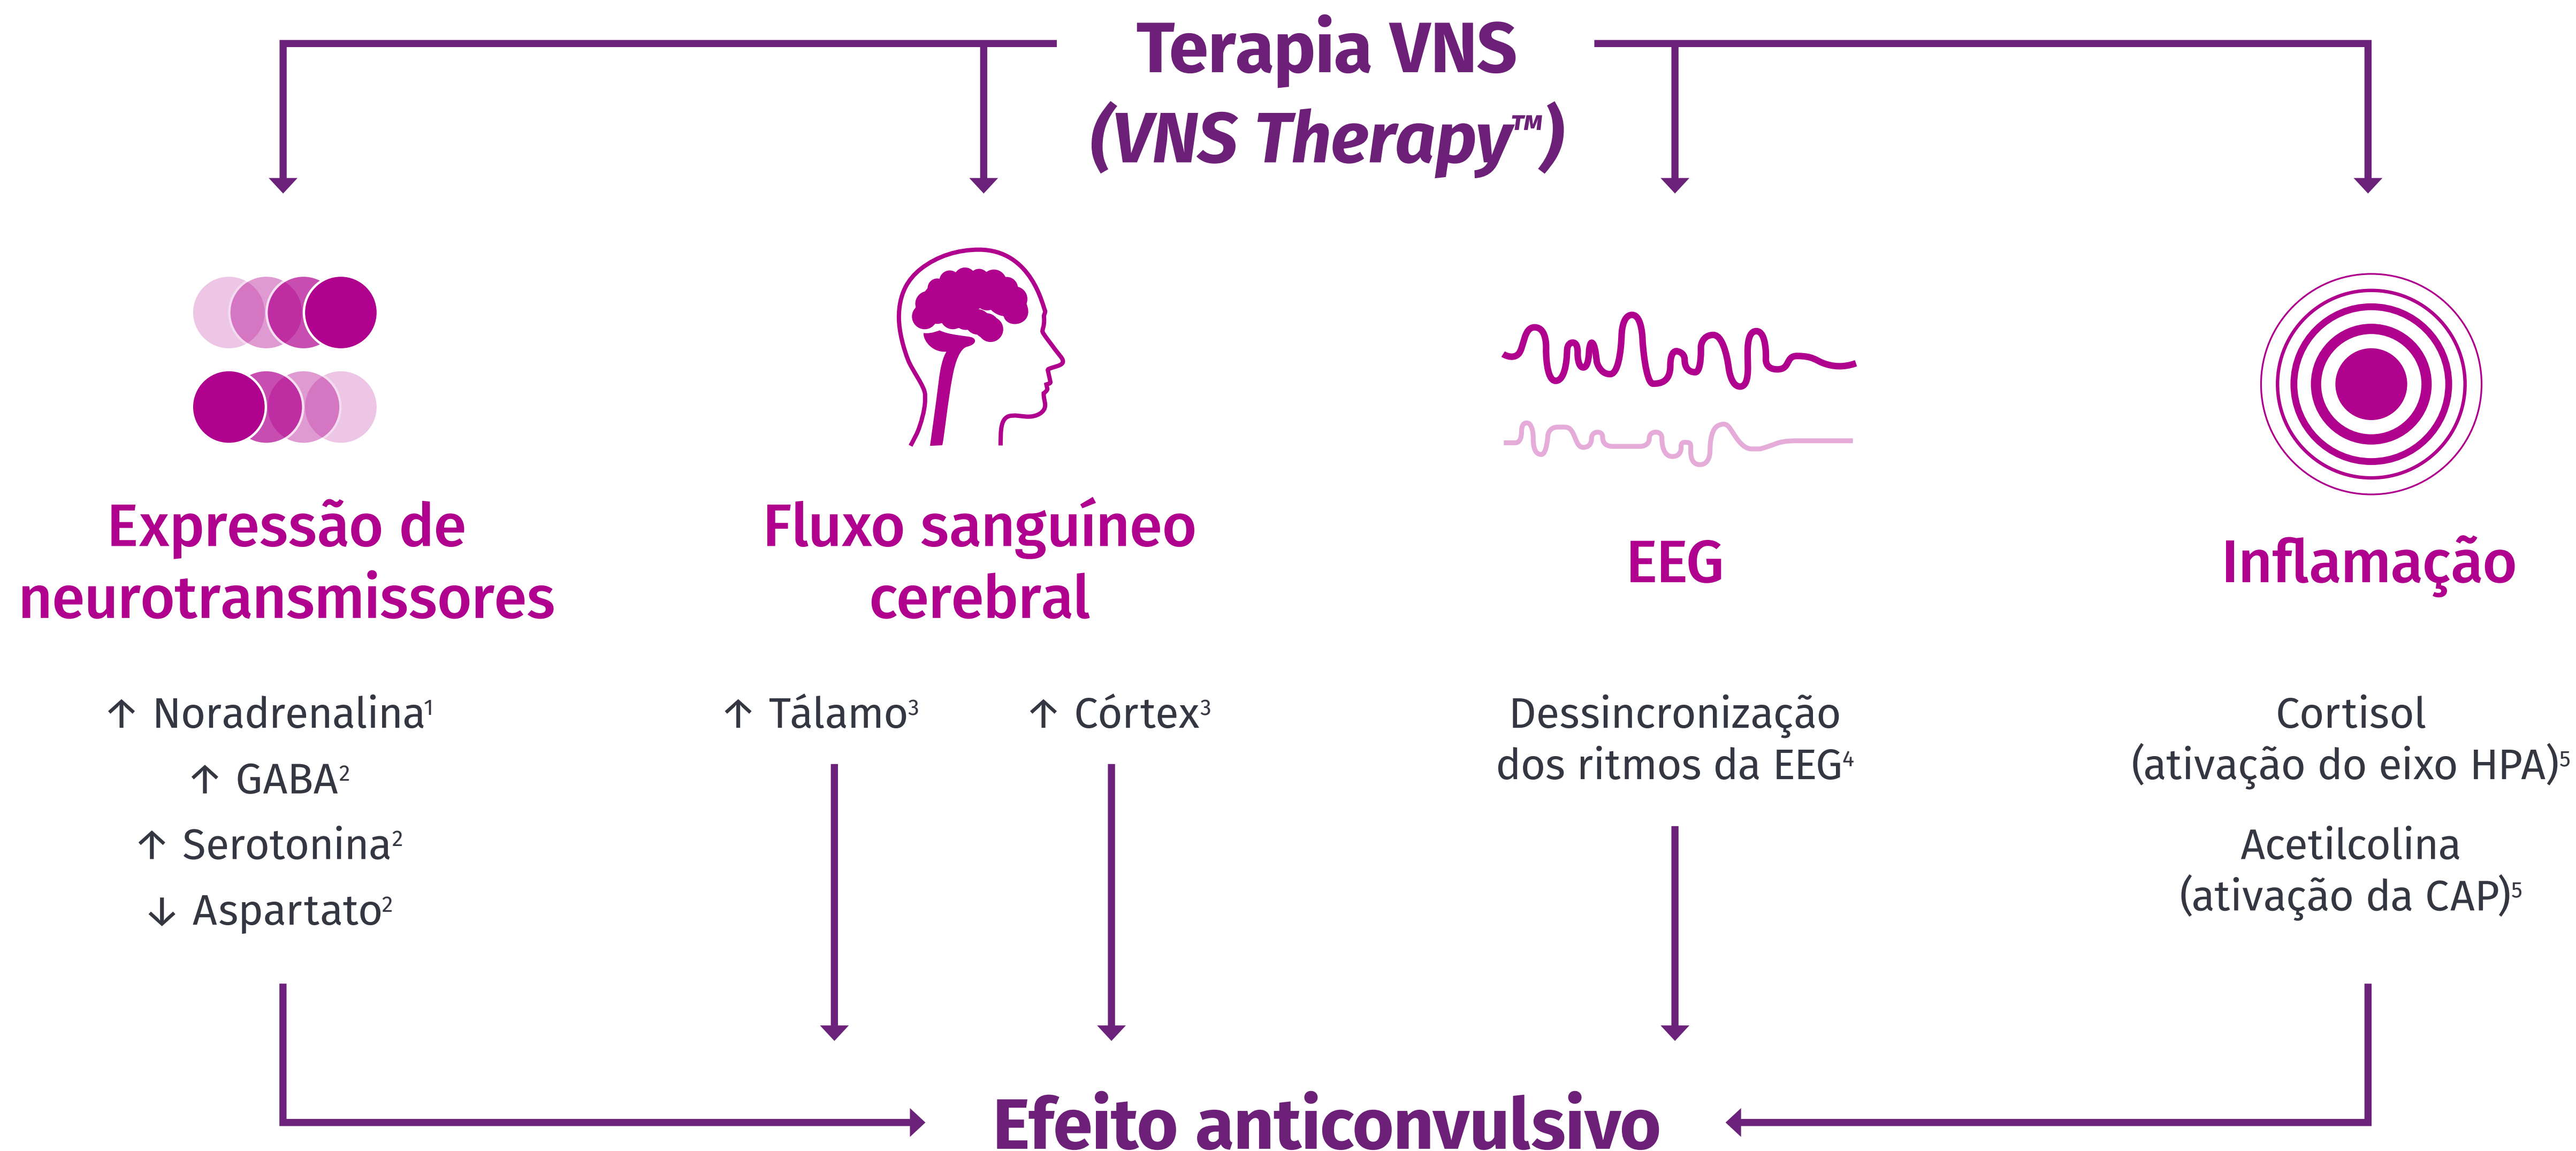 Terapia VNS
(VNS Therapy™)
Expressão de
neurotransmissores
↑ Noradrenalina¹
↑ GABA²
↑ Serotonina²
↓ Aspartato²
Fluxo sanguíneo
cerebral
↑ Tálamo³
↑ Córtex³
EEG
Dessincronização
dos ritmos da EEG⁴
Inflamação
Cortisol
(ativação do eixo HPA)⁵
Acetilcolina
(ativação da CAP)⁵
Efeito anticonvulsivo